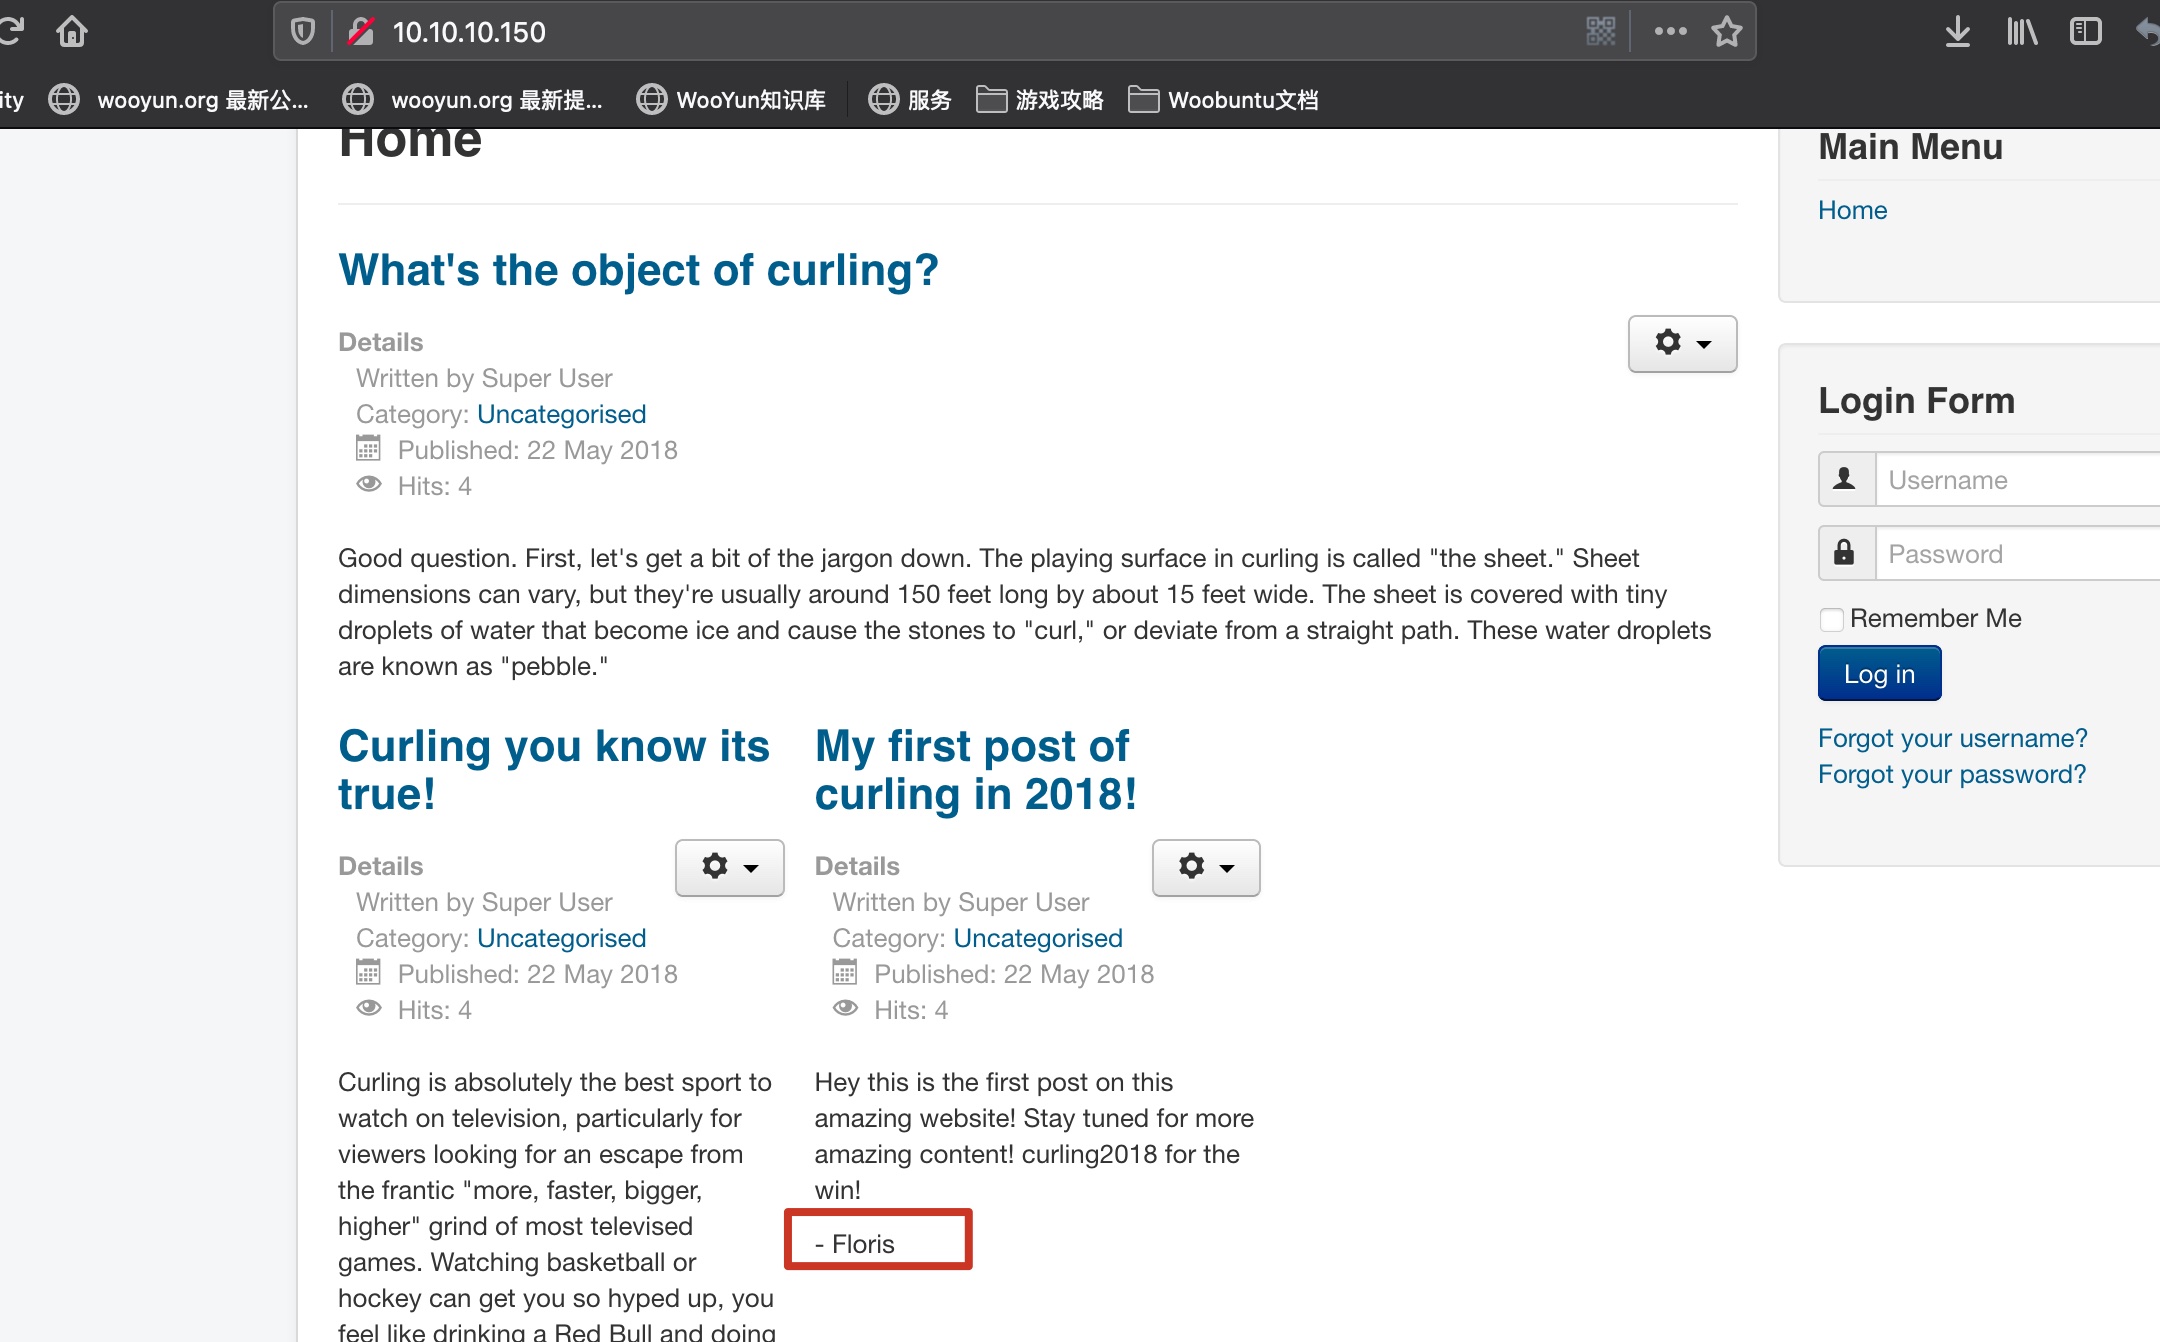 10.10.10.150
ity
wooyun.org 最新公...
wooyun.org 最新提...
WooYun知识库
服务
游戏攻略
Woobuntu文档
Home
What's the object of curling?
Details
Written by Super User
Category: Uncategorised
Published: 22 May 2018
Hits: 4
Good question. First, let's get a bit of the jargon down. The playing surface in curling is called "the sheet." Sheet
dimensions can vary, but they're usually around 150 feet long by about 15 feet wide. The sheet is covered with tiny
droplets of water that become ice and cause the stones to "curl," or deviate from a straight path. These water droplets
are known as "pebble."
Curling you know its
true!
Details
Written by Super User
Category: Uncategorised
Published: 22 May 2018
Hits: 4
Curling is absolutely the best sport to
watch on television, particularly for
viewers looking for an escape from
the frantic "more, faster, bigger,
higher" grind of most televised
games. Watching basketball or
hockey can get you so hyped up, you
feel like drinking a Red Bull and doing
My first post of
curling in 2018!
Details
Written by Super User
Category: Uncategorised
Published: 22 May 2018
Hits: 4
Hey this is the first post on this
amazing website! Stay tuned for more
amazing content! curling2018 for the
win!
- Floris
Main Menu
Home
Login Form
Username
Password
Remember Me
Log in
Forgot your username?
Forgot your password?